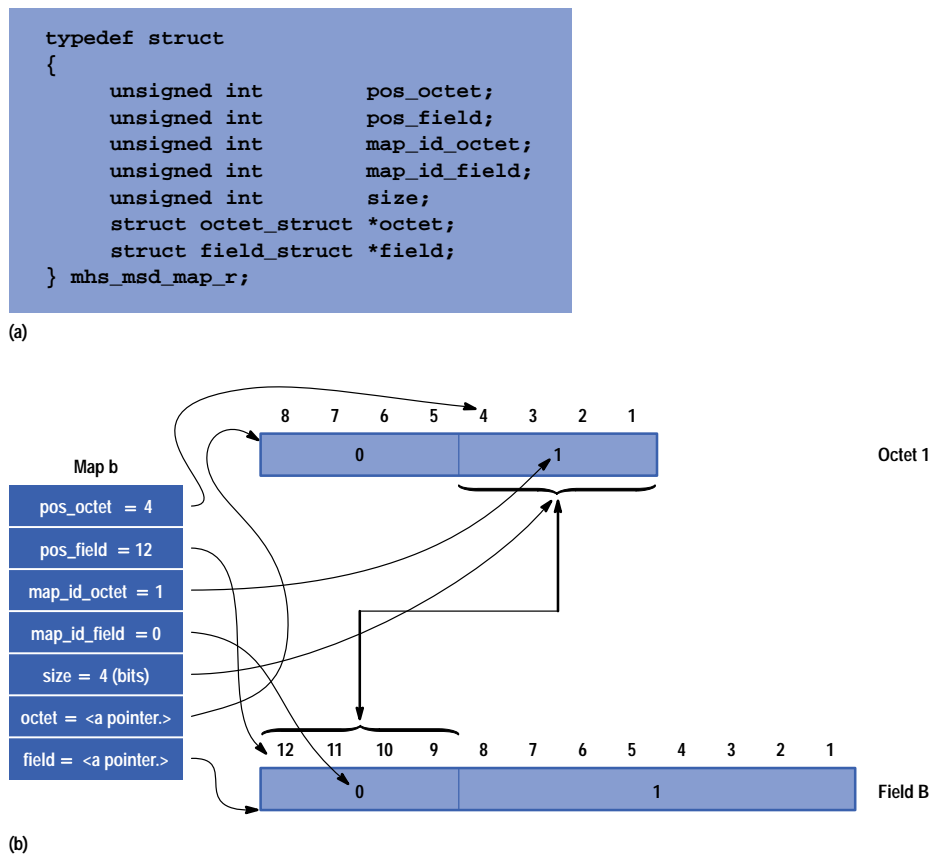 typedef struct
{
unsigned int pos_octet;
unsigned int pos_field;
unsigned int map_id_octet;
unsigned int map_id_field;
unsigned int size;
struct octet_struct *octet;
struct field_struct *field;
} mhs_msd_map_r;
(a)
8 7 6 5 4 3 2 1
0 1 Octet 1
Map b
pos_octet = 4
pos_field = 12
map_id_octet = 1
map_id_field = 0
size = 4 (bits)
octet = <a pointer.>
field = <a pointer.>
12 11 10 9 8 7 6 5 4 3 2 1
0 1 Field B
(b)